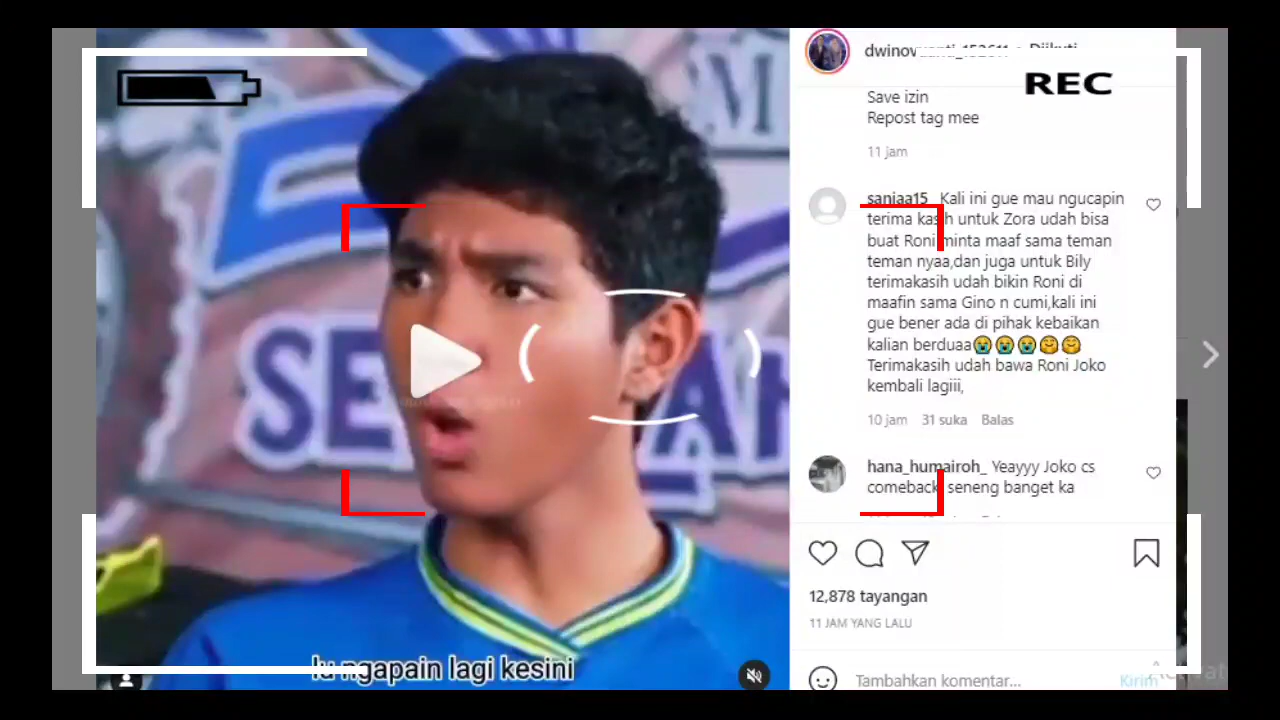 REC
Save izin
Repost tag mee
11 jam
sanjaa15 Kali ini gue mau ngucapin
terima kasih untuk Zora udah bisa
buat Roni minta maaf sama teman
teman nyaa,dan juga untuk Bily
terimakasih udah bikin Roni di
maafin sama Gino n cumi,kali ini
gue bener ada di pihak kebaikan
kalian berduaa😭😭😭🤗🤗
Terimakasih udah bawa Roni Joko
kembali lagiii,
10 jam 31 suka Balas
hana_humairoh_ Yeayyy Joko cs
comeback seneng banget ka
12,878 tayangan
11 JAM YANG LALU
Tambahkan komentar...
Kirim
lu ngapain lagi kesini